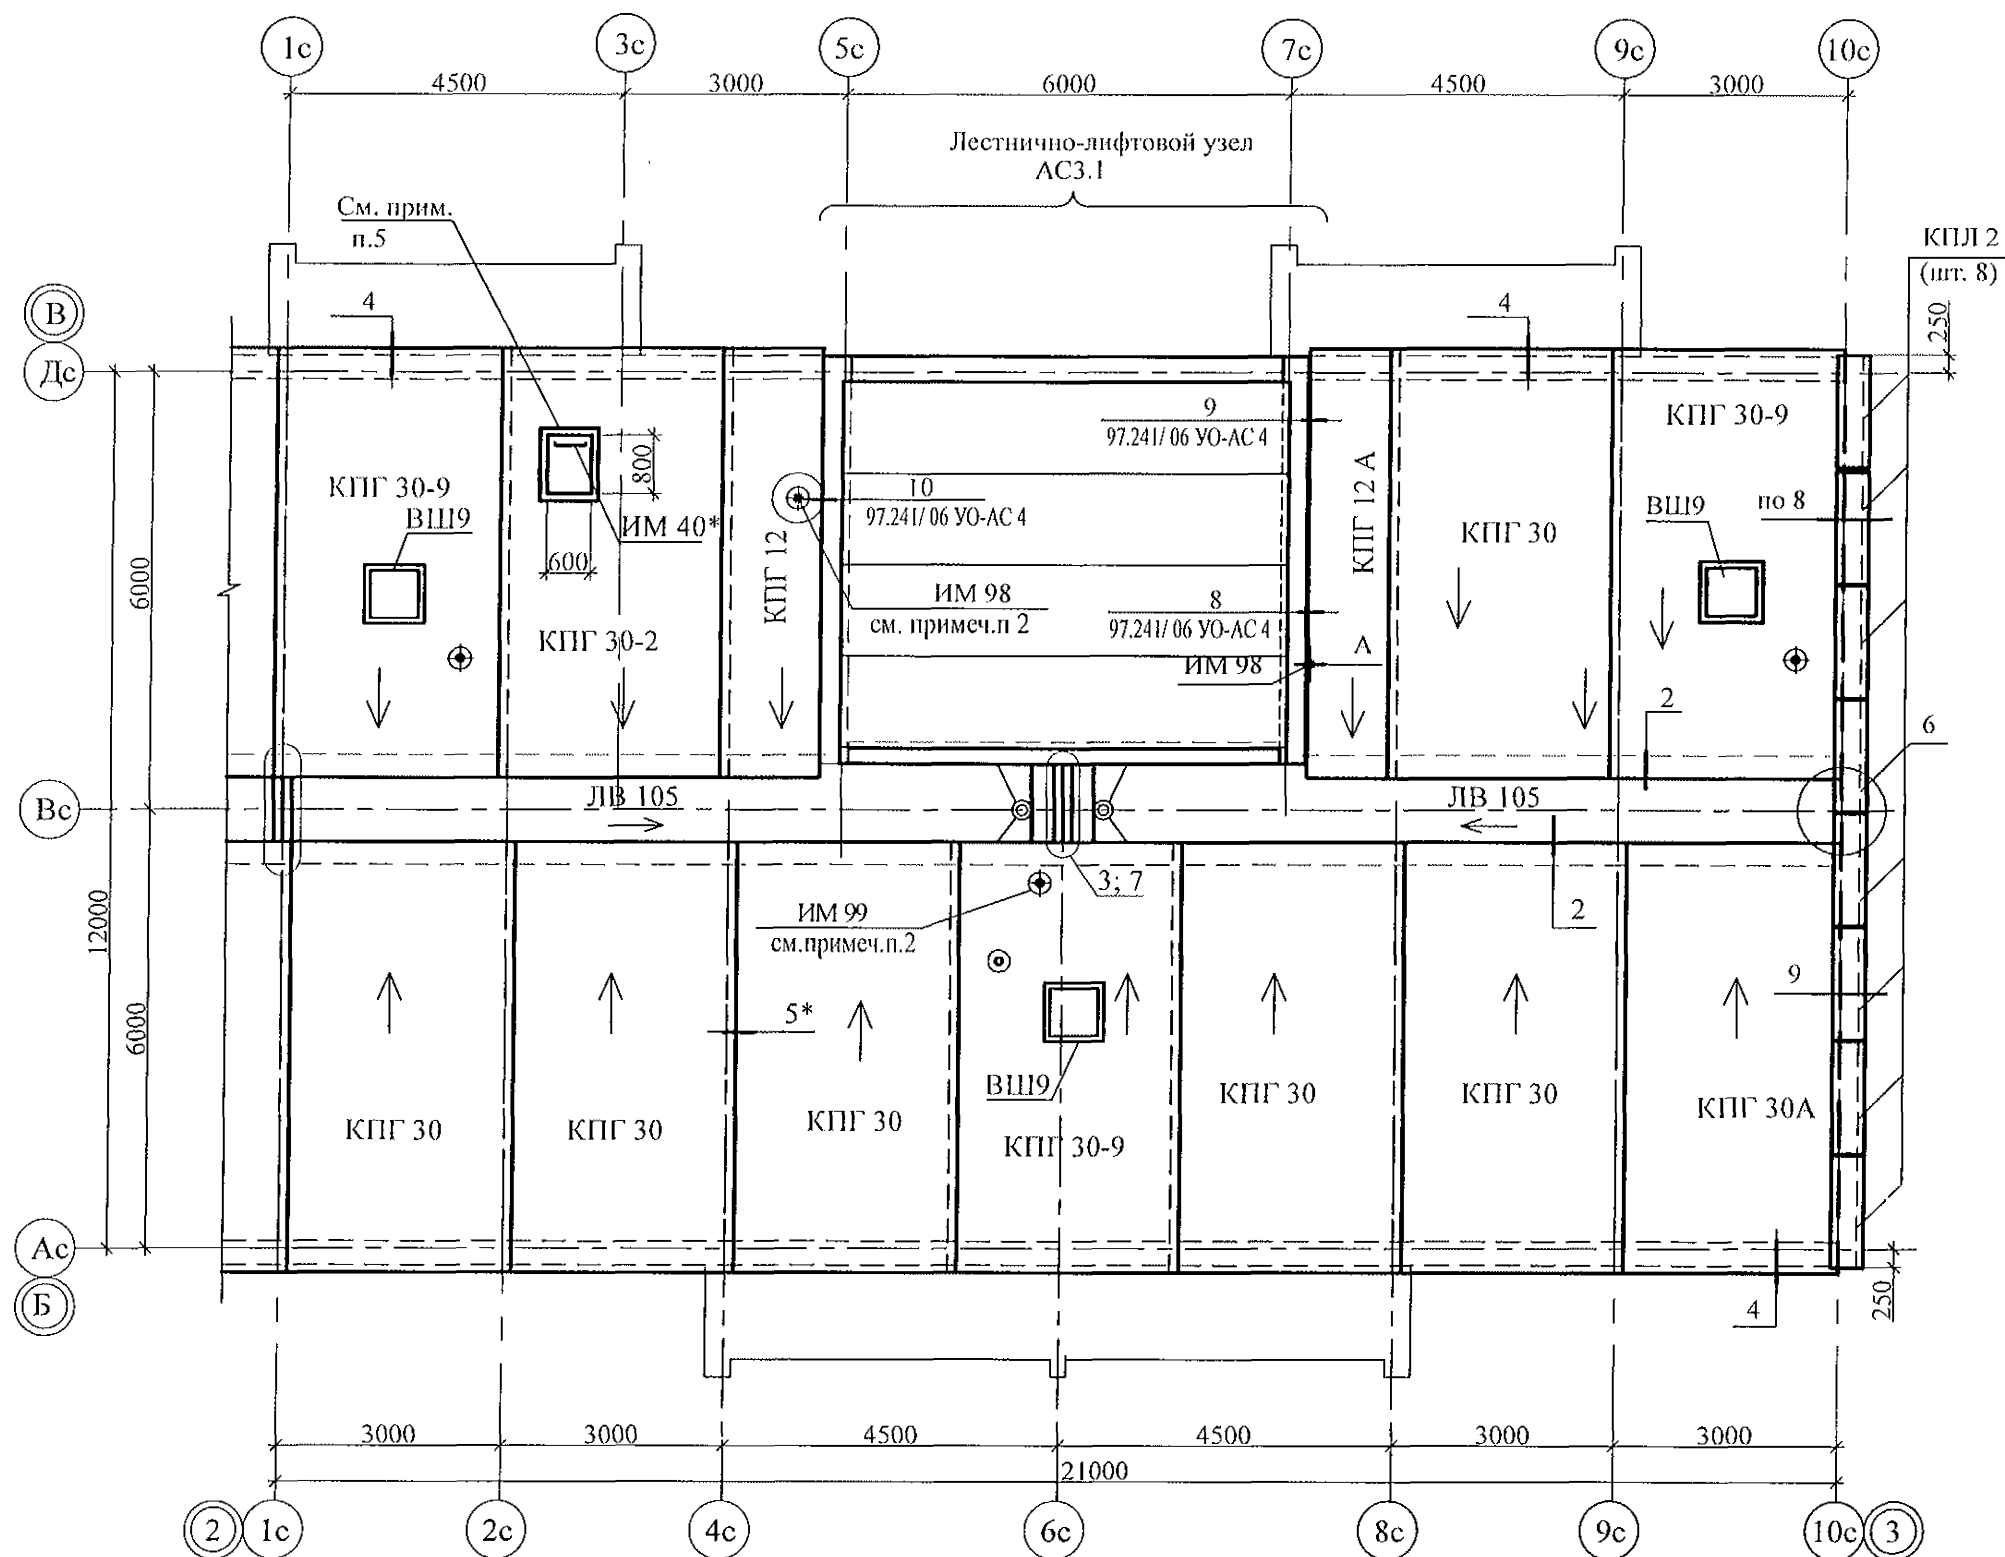 1с
3с
5с
7с
9с
10с
4500
3000
6000
4500
3000
Лестнично-лифтовой узел
АС3.1
См. прим.
п.5
КПЛ 2
(шт. 8)
250
В
Дс
4
4
9
97.241/ 06 УО-АС 4
КПГ 30-9
800
КПГ 30-9
ВШ9
ИМ 40*
600
10
97.241/ 06 УО-АС 4
КПГ 12
КПГ 12 А
КПГ 30
ВШ9
по 8
6000
ИМ 98
см. примеч.п 2
8
97.241/ 06 УО-АС 4
КПГ 30-2
А
ИМ 98
2
6
Вс
ЛВ 105
ЛВ 105
12000
3; 7
ИМ 99
см.примеч.п.2
2
6000
5*
9
ВШ9
КПГ 30
КПГ 30
КПГ 30
КПГ 30-9
КПГ 30
КПГ 30
КПГ 30А
Ас
Б
4
250
3000
3000
4500
4500
3000
3000
21000
2
1с
2с
4с
6с
8с
9с
10с
3